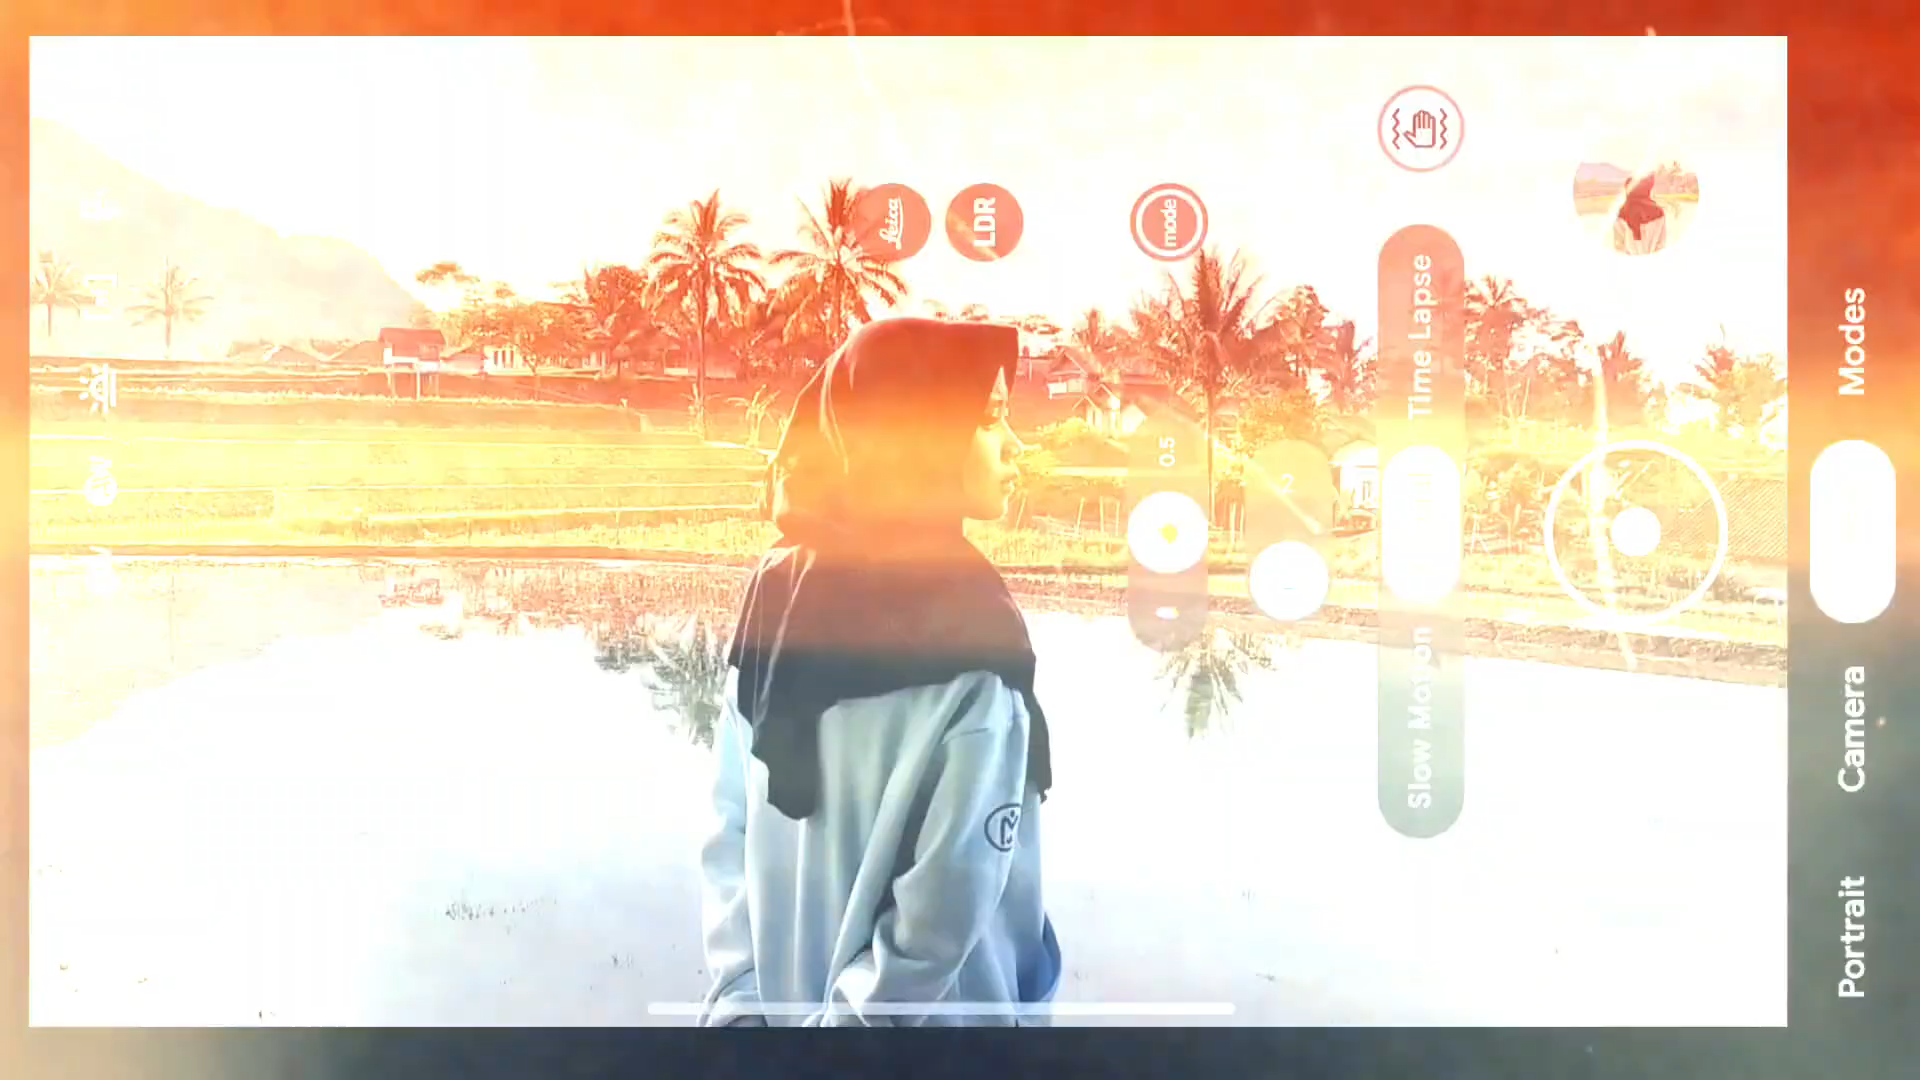 Leica
LDR
mode
0.5
2
Time Lapse
Slow Motion
Modes
Camera
Portrait